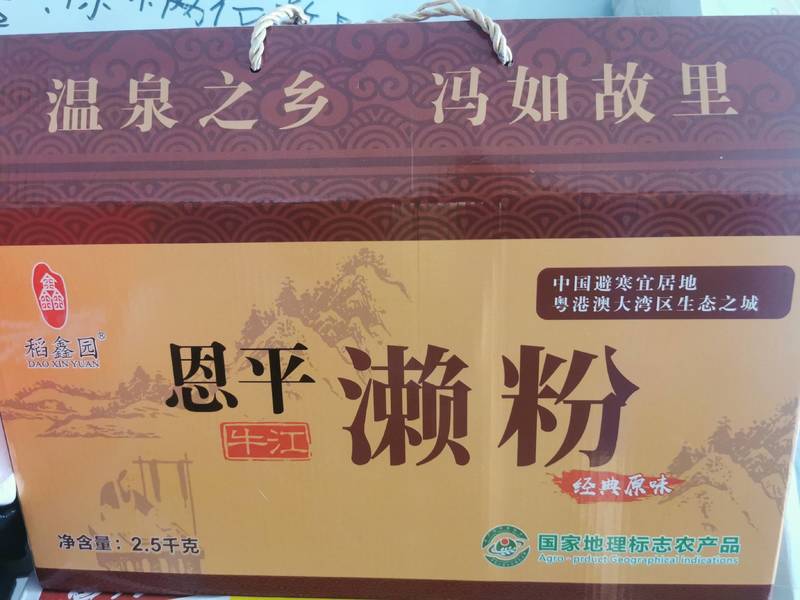 温泉之乡 冯如故里
中国避寒宜居地
粤港澳大湾区生态之城
稻鑫园®
DAO XIN YUAN
恩平 濑粉
牛江
经典原味
净含量：2.5千克
国家地理标志农产品
Agro-prduct Geographical indications